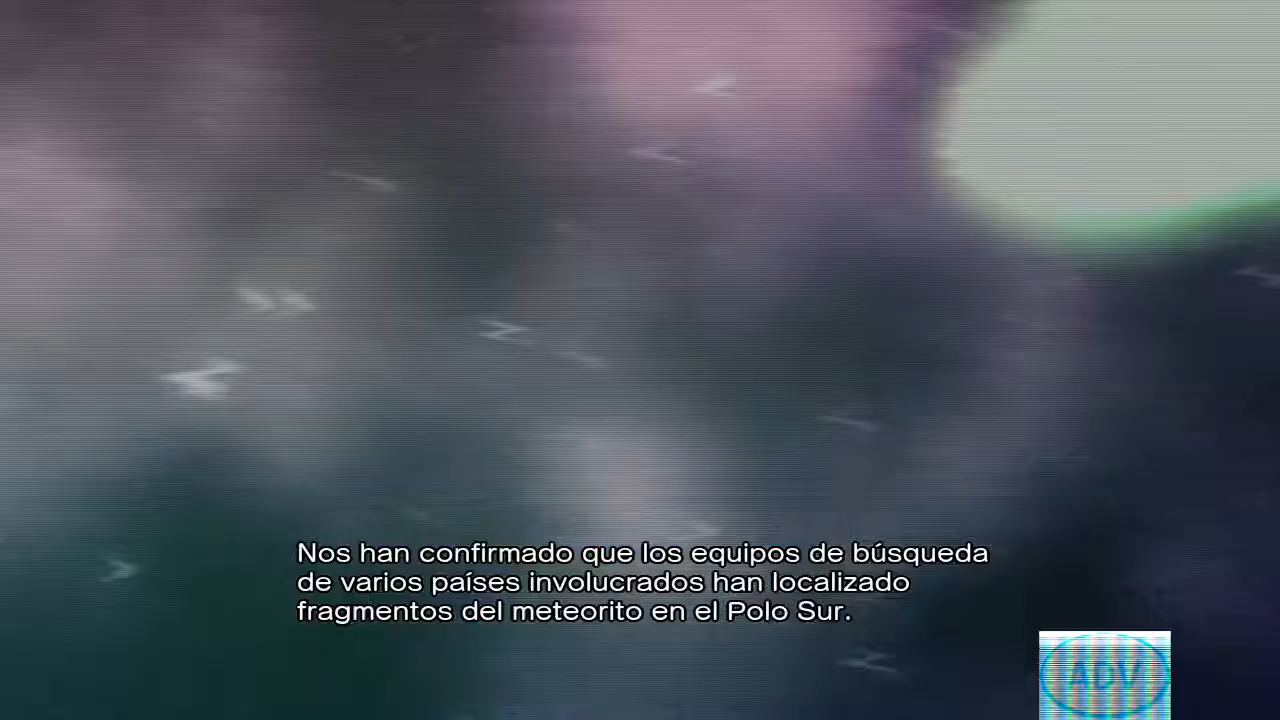 Nos han confirmado que los equipos de búsqueda
de varios países involucrados han localizado
fragmentos del meteorito en el Polo Sur.
ADV